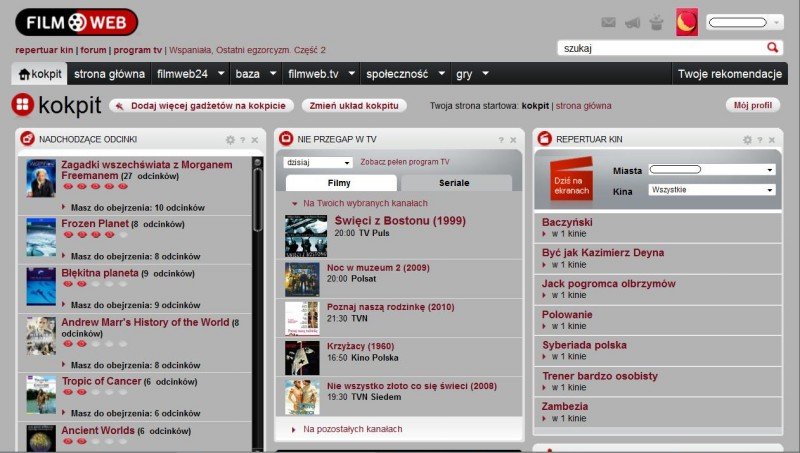 FILM WEB
repertuar kin | forum | program tv | Wspaniała, Ostatni egzorcyzm. Część 2
szukaj
kokpit strona główna filmweb24 baza filmweb.tv społeczność gry Twoje rekomendacje
kokpit Dodaj więcej gadżetów na kokpicie Zmień układ kokpitu Twoja strona startowa: kokpit | strona główna Mój profil
NADCHODZĄCE ODCINKI ?
Zagadki wszechświata z Morganem
Freemanem (27 odcinków)
Masz do obejrzenia: 10 odcinków
Frozen Planet (8 odcinków)
Masz do obejrzenia: 8 odcinków
Błękitna planeta (9 odcinków)
Masz do obejrzenia: 9 odcinków
Andrew Marr's History of the World (8
odcinków)
Masz do obejrzenia: 8 odcinków
Tropic of Cancer (6 odcinków)
Masz do obejrzenia: 6 odcinków
Ancient Worlds (6 odcinków)
NIE PRZEGAP W TV ? x
dzisiaj Zobacz pełen program TV
Filmy Seriale
Na Twoich wybranych kanałach
Święci z Bostonu (1999)
20:00 TV Puls
Noc w muzeum 2 (2009)
20:00 Polsat
Poznaj naszą rodzinkę (2010)
21:30 TVN
Krzyżacy (1960)
16:50 Kino Polska
Nie wszystko złoto co się świeci (2008)
19:30 TVN Siedem
Na pozostałych kanałach
REPERTUAR KIN ? x
Dziś na
ekranach
Miasta
Kina Wszystkie
Baczyński
w 1 kinie
Być jak Kazimierz Deyna
w 1 kinie
Jack pogromca olbrzymów
w 1 kinie
Polowanie
w 1 kinie
Syberiada polska
w 1 kinie
Trener bardzo osobisty
w 1 kinie
Zambezia
w 1 kinie